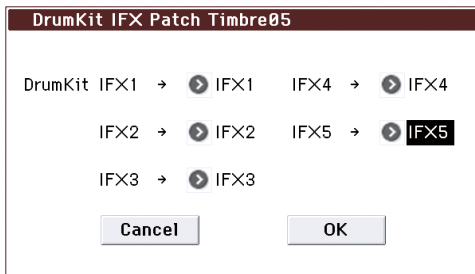 DrumKit IFX Patch Timbre05
DrumKit IFX1 → IFX1 IFX4 → IFX4
IFX2 → IFX2 IFX5 → IFX5
IFX3 → IFX3
Cancel OK